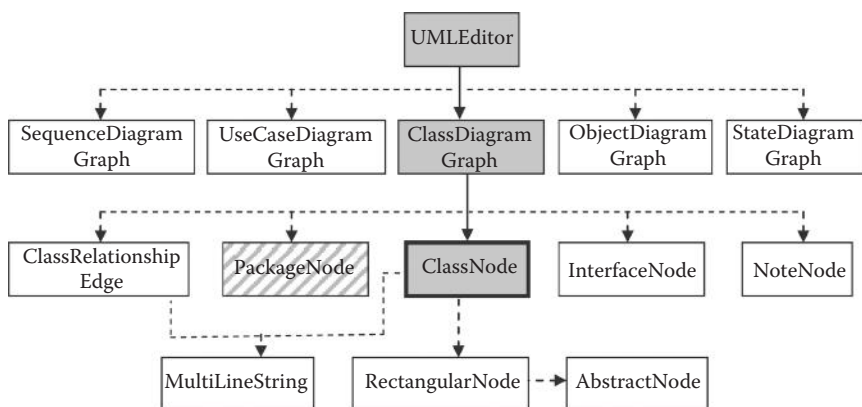 UMLEditor
SequenceDiagram
Graph
UseCaseDiagram
Graph
ClassDiagram
Graph
ObjectDiagram
Graph
StateDiagram
Graph
ClassRelationship
Edge
PackageNode
ClassNode
InterfaceNode
NoteNode
MultiLineString
RectangularNode
AbstractNode